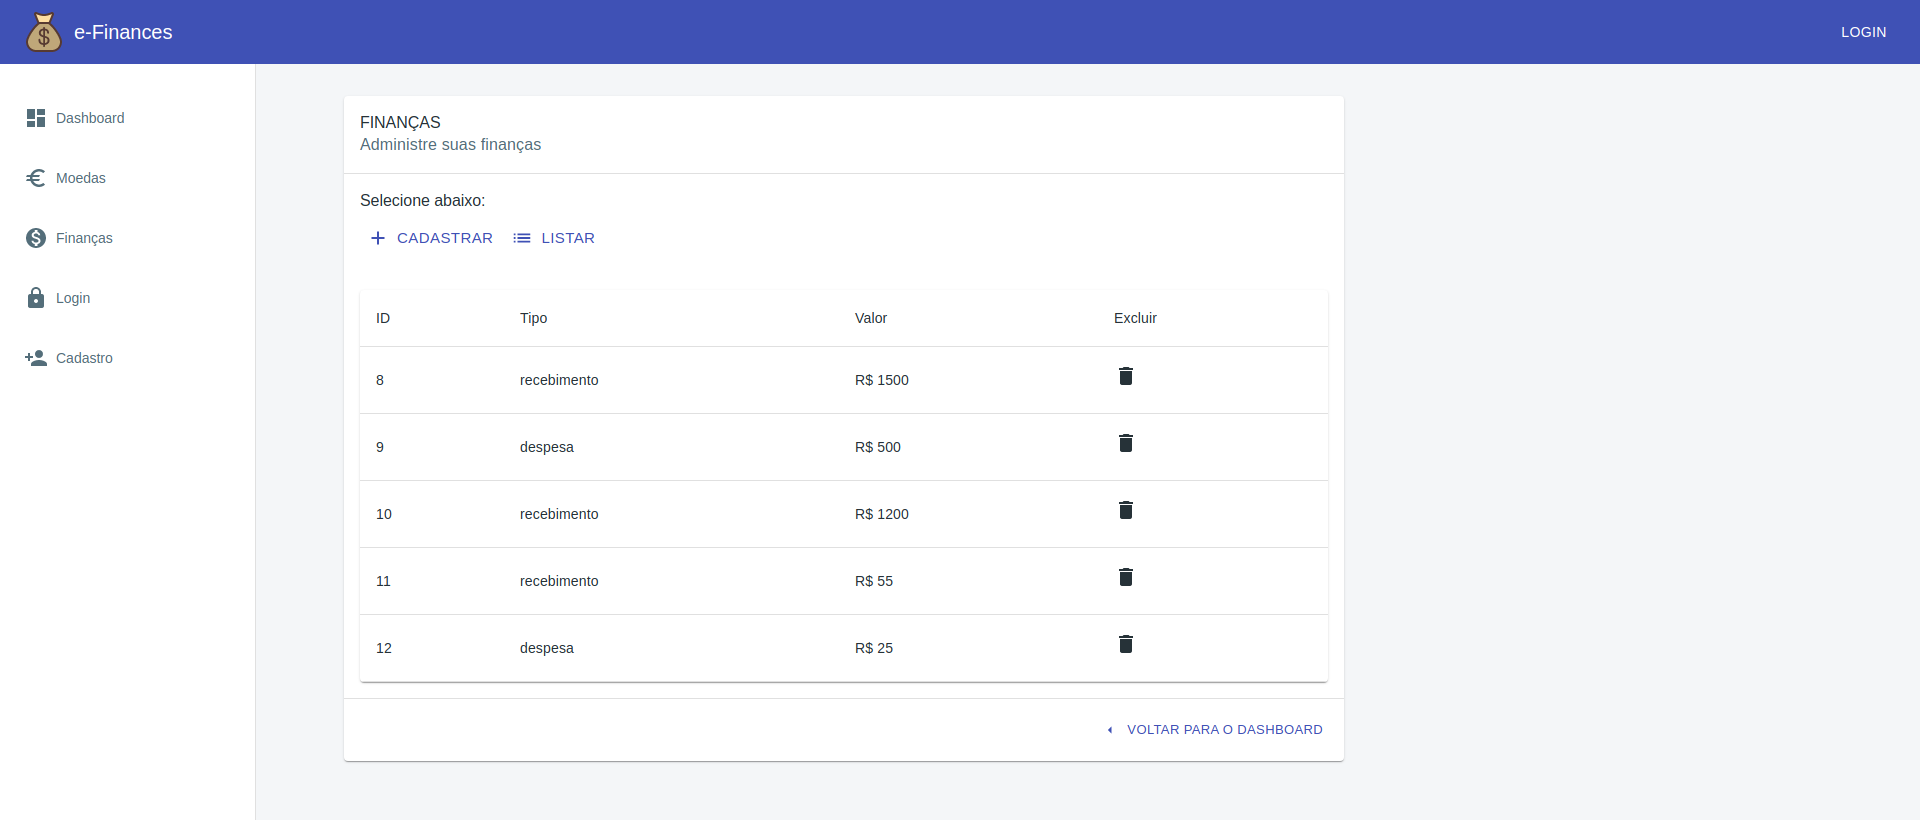 e-Finances
LOGIN
Dashboard
Moedas
Finanças
Login
Cadastro
FINANÇAS
Administre suas finanças
Selecione abaixo:
CADASTRAR LISTAR
ID Tipo Valor Excluir
8 recebimento R$ 1500
9 despesa R$ 500
10 recebimento R$ 1200
11 recebimento R$ 55
12 despesa R$ 25
VOLTAR PARA O DASHBOARD